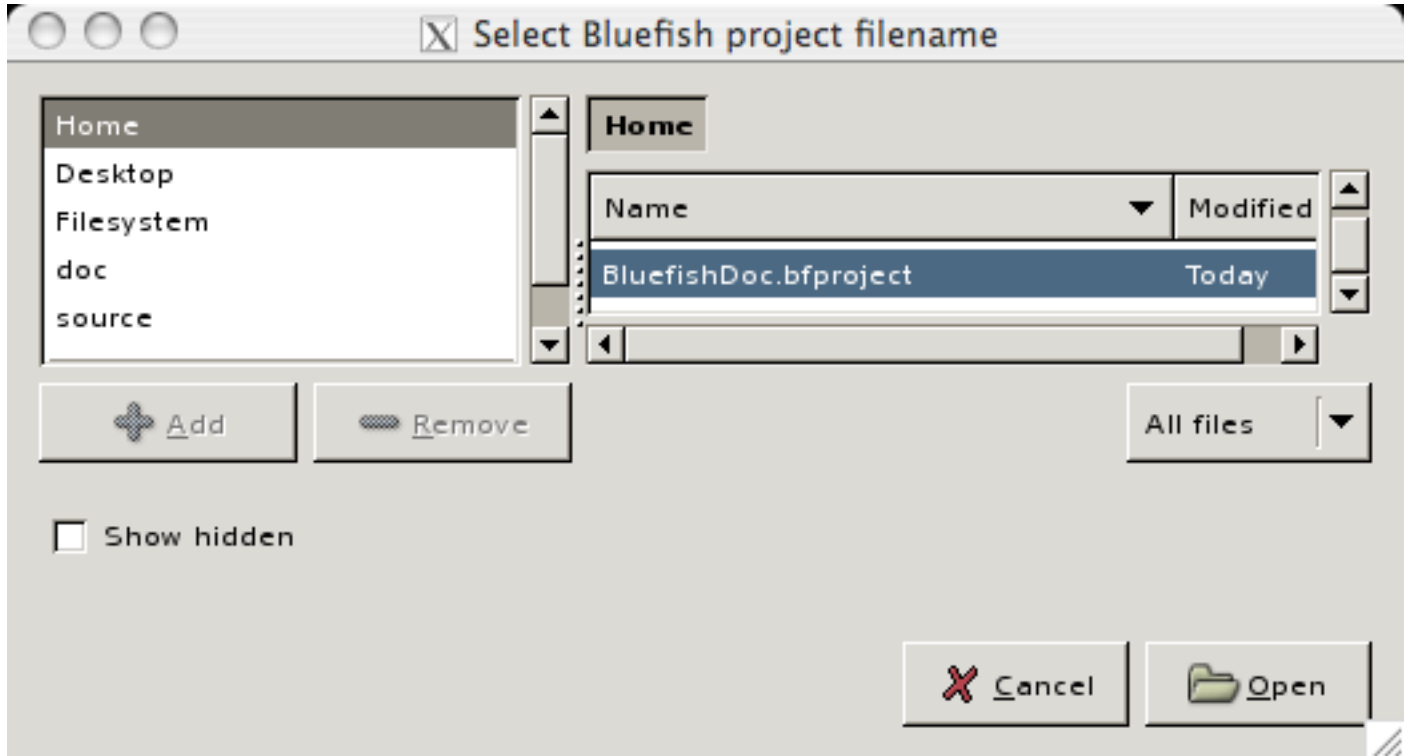 Select Bluefish project filename
Home
Desktop
Filesystem
doc
source
Add
Remove
Home
Name
Modified
BluefishDoc.bfproject
Today
All files
Show hidden
Cancel
Open